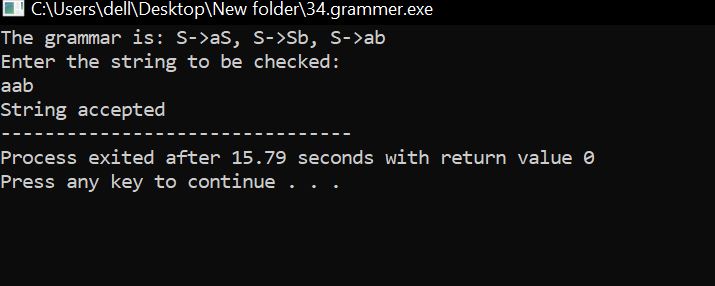 C:\Users\dell\Desktop\New folder\34.grammer.exe
The grammar is: S->aS, S->Sb, S->ab
Enter the string to be checked:
aab
String accepted
--------------------------------
Process exited after 15.79 seconds with return value 0
Press any key to continue . . .